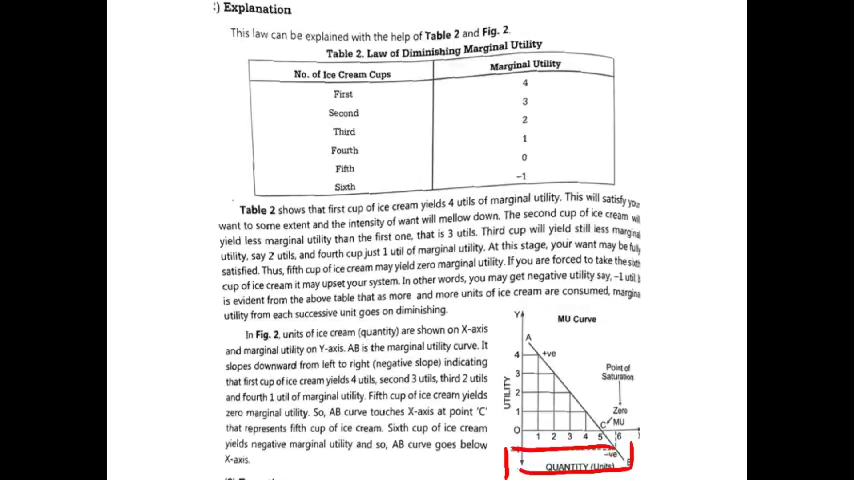 :) Explanation
This law can be explained with the help of Table 2 and Fig. 2.
Table 2. Law of Diminishing Marginal Utility
No. of Ice Cream Cups Marginal Utility
First 4
Second 3
Third 2
Fourth 1
Fifth 0
Sixth –1
Table 2 shows that first cup of ice cream yields 4 utils of marginal utility. This will satisfy your
want to some extent and the intensity of want will mellow down. The second cup of ice cream will
yield less marginal utility than the first one, that is 3 utils. Third cup will yield still less marginal
utility, say 2 utils, and fourth cup just 1 util of marginal utility. At this stage, your want may be fully
satisfied. Thus, fifth cup of ice cream may yield zero marginal utility. If you are forced to take the sixth
cup of ice cream it may upset your system. In other words, you may get negative utility say, –1 util.
is evident from the above table that as more and more units of ice cream are consumed, margina
utility from each successive unit goes on diminishing.
In Fig. 2, units of ice cream (quantity) are shown on X-axis
and marginal utility on Y-axis. AB is the marginal utility curve. It
slopes downward from left to right (negative slope) indicating
that first cup of ice cream yields 4 utils, second 3 utils, third 2 utils
and fourth 1 util of marginal utility. Fifth cup of ice cream yields
zero marginal utility. So, AB curve touches X-axis at point 'C'
that represents fifth cup of ice cream. Sixth cup of ice cream
yields negative marginal utility and so, AB curve goes below
X-axis.
Y
MU Curve
A
4
+ve
3
2
1
O
UTILITY
Point of
Saturation
Zero
MU
C
1 2 3 4 5 6
–ve
B
QUANTITY (Units)